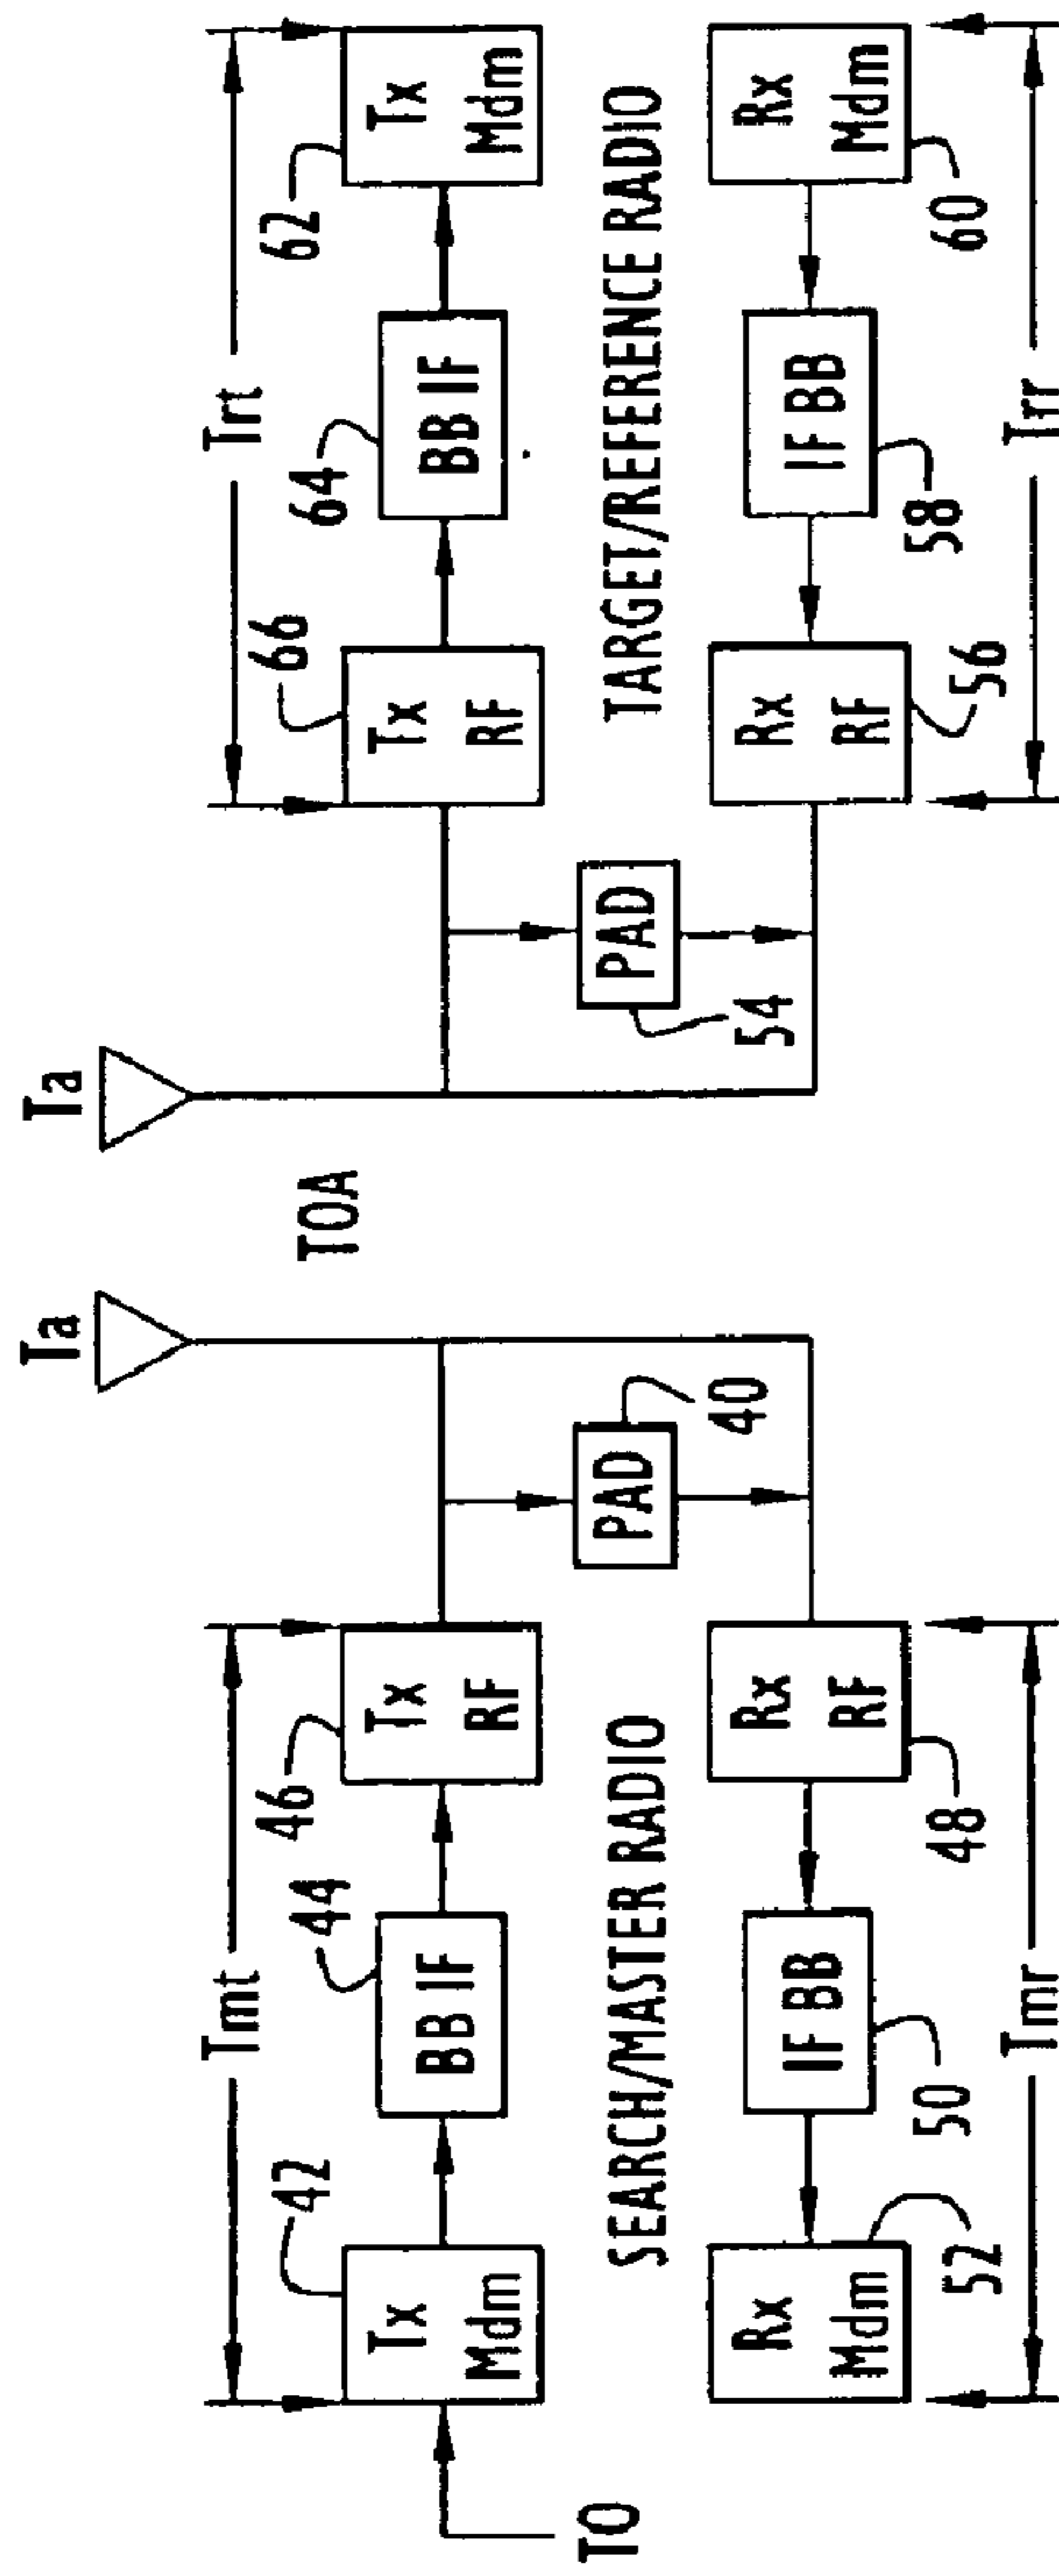 Ta
Ta
TOA
Tmt
Trt
42
44
46
66
64
62
Tx
Mdm
BB IF
Tx
RF
Tx
RF
BB IF
Tx
Mdm
TO
SEARCH/MASTER RADIO
PAD
40
PAD
54
TARGET/REFERENCE RADIO
Rx
Mdm
IF BB
Rx
RF
Rx
RF
IF BB
Rx
Mdm
52
50
48
56
58
60
Tmr
Trr